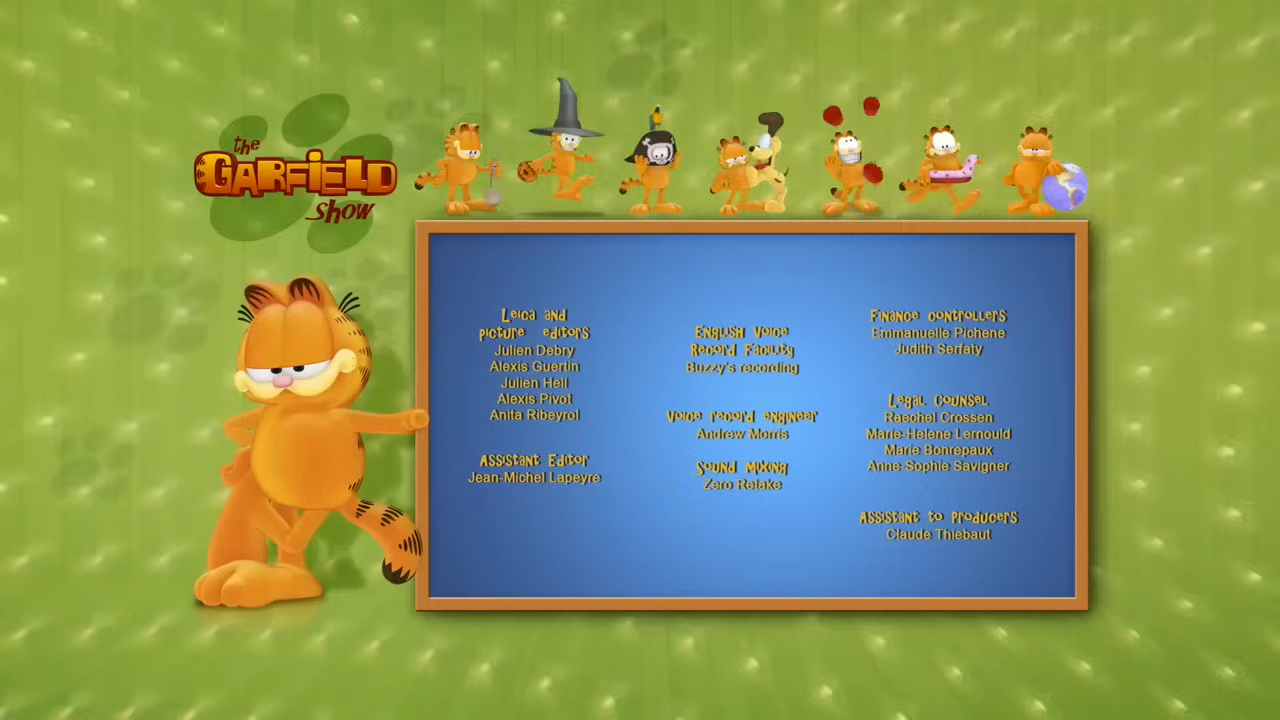 the
GARFiELD
show
Leica and
picture editors
Julien Debry
Alexis Guertin
Julien Hell
Alexis Pivot
Anita Ribeyrol
Assistant Editor
Jean-Michel Lapeyre
English Voice
Record Faculty
Buzzy's recording
Voice record engineer
Andrew Morris
Sound Mixing
Zero Retake
Finance controllers
Emmanuelle Pichene
Judith Serfaty
Legal Counsel
Raechel Crossen
Marie-Helene Lernould
Marie Bonrepaux
Anne-Sophie Savigner
Assistant to Producers
Claude Thiebaut